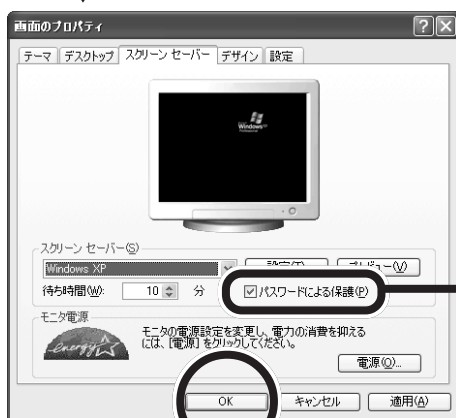 画面のプロパティ
テーマ デスクトップ スクリーン セーバー デザイン 設定
Windows
スクリーン セーバー(S)
Windows XP 設定(T) プレビュー(V)
待ち時間(W): 10 分 パスワードによる保護(P)
モニタ電源
energy
モニタの電源設定を変更し、電力の消費を抑える
には、[電源] をクリックしてください。
電源(O)...
OK キャンセル 適用(A)